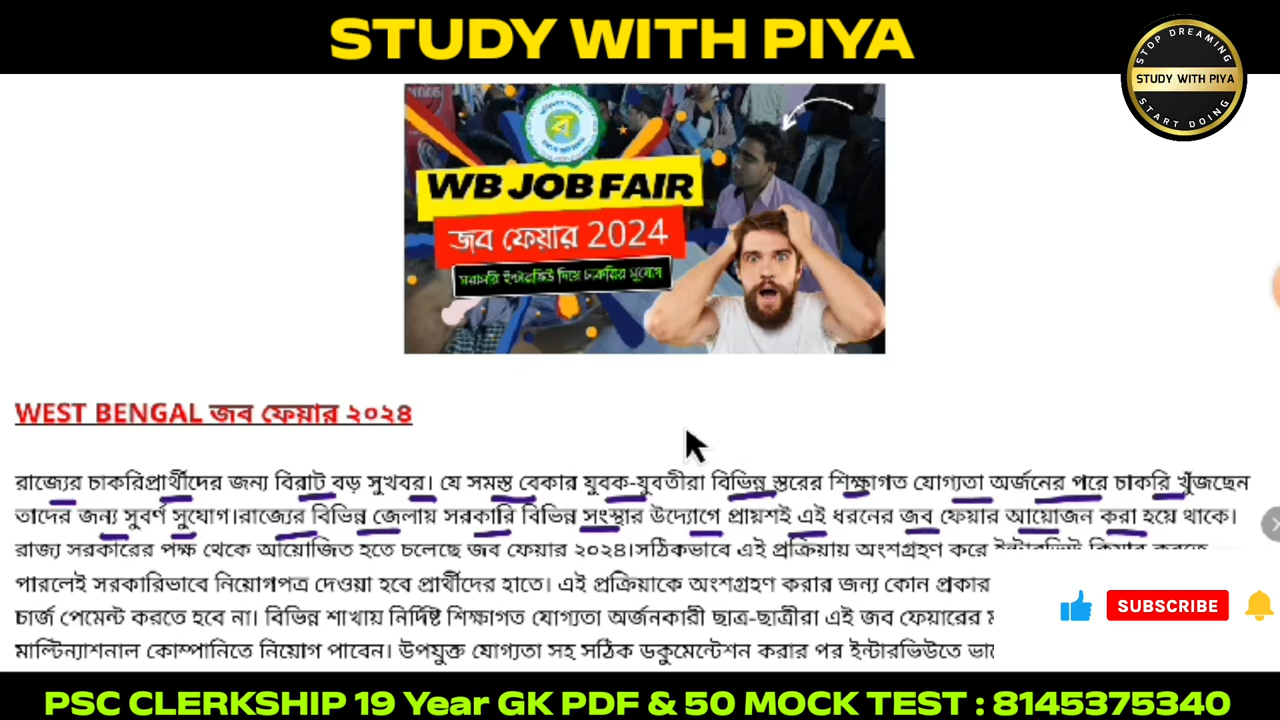 STUDY WITH PIYA
STOP DREAMING
STUDY WITH PIYA
START DOING
WB JOB FAIR
জব ফেয়ার 2024
সরাসরি ইন্টারভিউ দিয়ে চাকরির সুযোগ
WEST BENGAL জব ফেয়ার ২০২৪
রাজ্যের চাকরিপ্রার্থীদের জন্য বিরাট বড় সুখবর। যে সমস্ত বেকার যুবক-যুবতীরা বিভিন্ন স্তরের শিক্ষাগত যোগ্যতা অর্জনের পরে চাকরি খুঁজছেন
তাদের জন্য সুবর্ণ সুযোগ।রাজ্যের বিভিন্ন জেলায় সরকারি বিভিন্ন সংস্থার উদ্যোগে প্রায়শই এই ধরনের জব ফেয়ার আয়োজন করা হয়ে থাকে।
রাজ্য সরকারের পক্ষ থেকে আয়োজিত হতে চলেছে জব ফেয়ার ২০২৪।সঠিকভাবে এই প্রক্রিয়ায় অংশগ্রহণ করে
পারলেই সরকারিভাবে নিয়োগপত্র দেওয়া হবে প্রার্থীদের হাতে। এই প্রক্রিয়াকে অংশগ্রহণ করার জন্য কোন প্রকার
চার্জ পেমেন্ট করতে হবে না। বিভিন্ন শাখায় নির্দিষ্ট শিক্ষাগত যোগ্যতা অর্জনকারী ছাত্র-ছাত্রীরা এই জব ফেয়ারের
মাল্টিন্যাশনাল কোম্পানিতে নিয়োগ পাবেন। উপযুক্ত যোগ্যতা সহ সঠিক ডকুমেন্টেশন করার পর ইন্টারভিউতে
SUBSCRIBE
PSC CLERKSHIP 19 Year GK PDF & 50 MOCK TEST : 8145375340